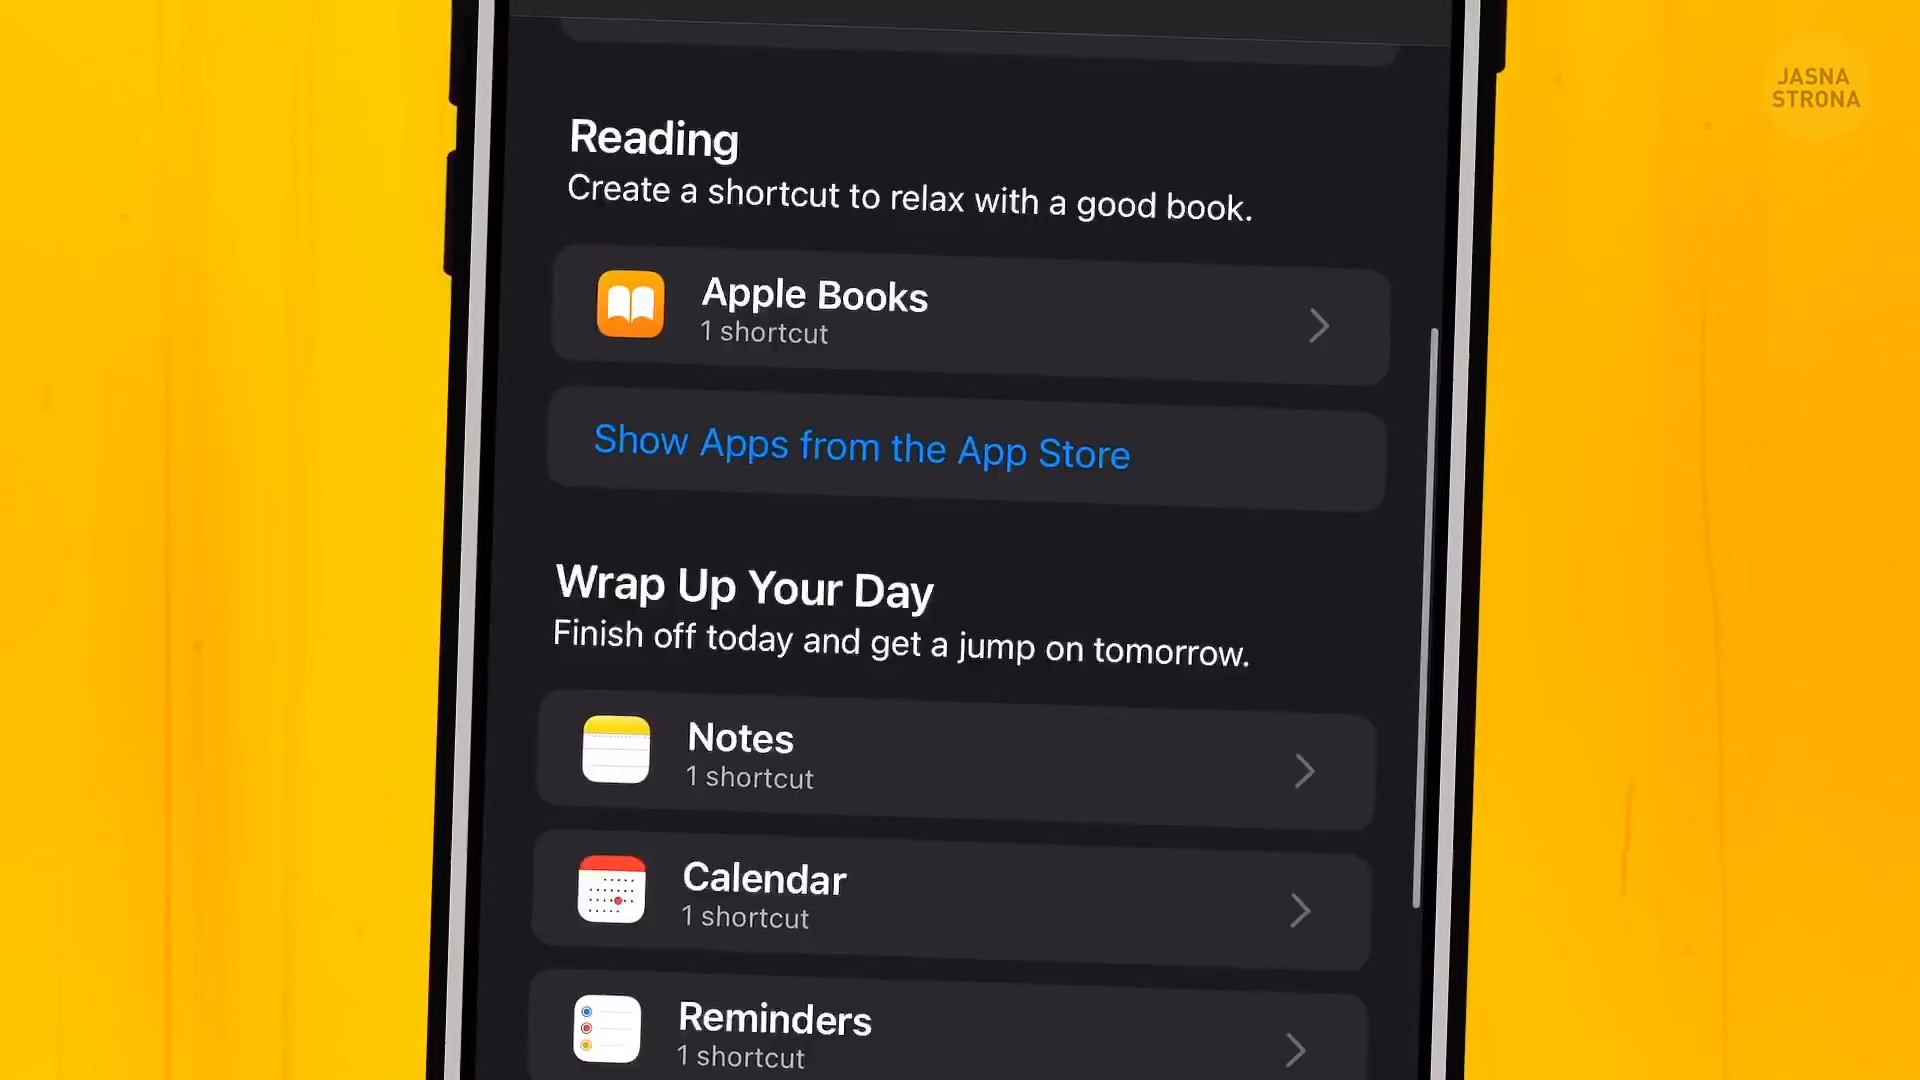 JASNA
STRONA
Reading
Create a shortcut to relax with a good book.
Apple Books
1 shortcut
Show Apps from the App Store
Wrap Up Your Day
Finish off today and get a jump on tomorrow.
Notes
1 shortcut
Calendar
1 shortcut
Reminders
1 shortcut